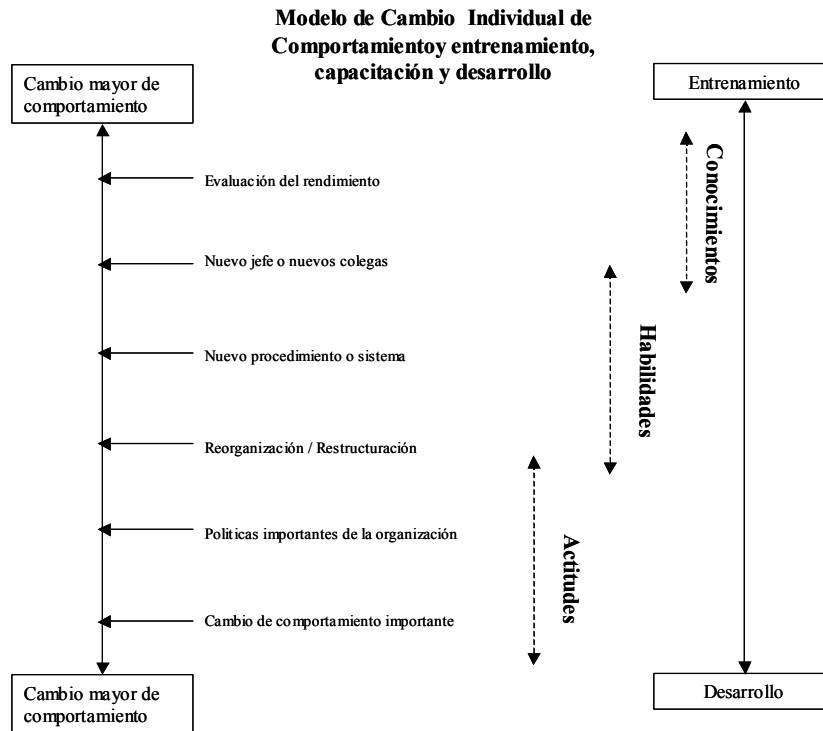 Modelo de Cambio  Individual de
Comportamientoy entrenamiento,
capacitación y desarrollo
Cambio mayor de
comportamiento
Entrenamiento
Evaluación del rendimiento
Nuevo jefe o nuevos colegas
Nuevo procedimiento o sistema
Reorganización / Restructuración
Politicas importantes de la organización
Cambio de comportamiento importante
Conocimientos
Habilidades
Actitudes
Cambio mayor de
comportamiento
Desarrollo